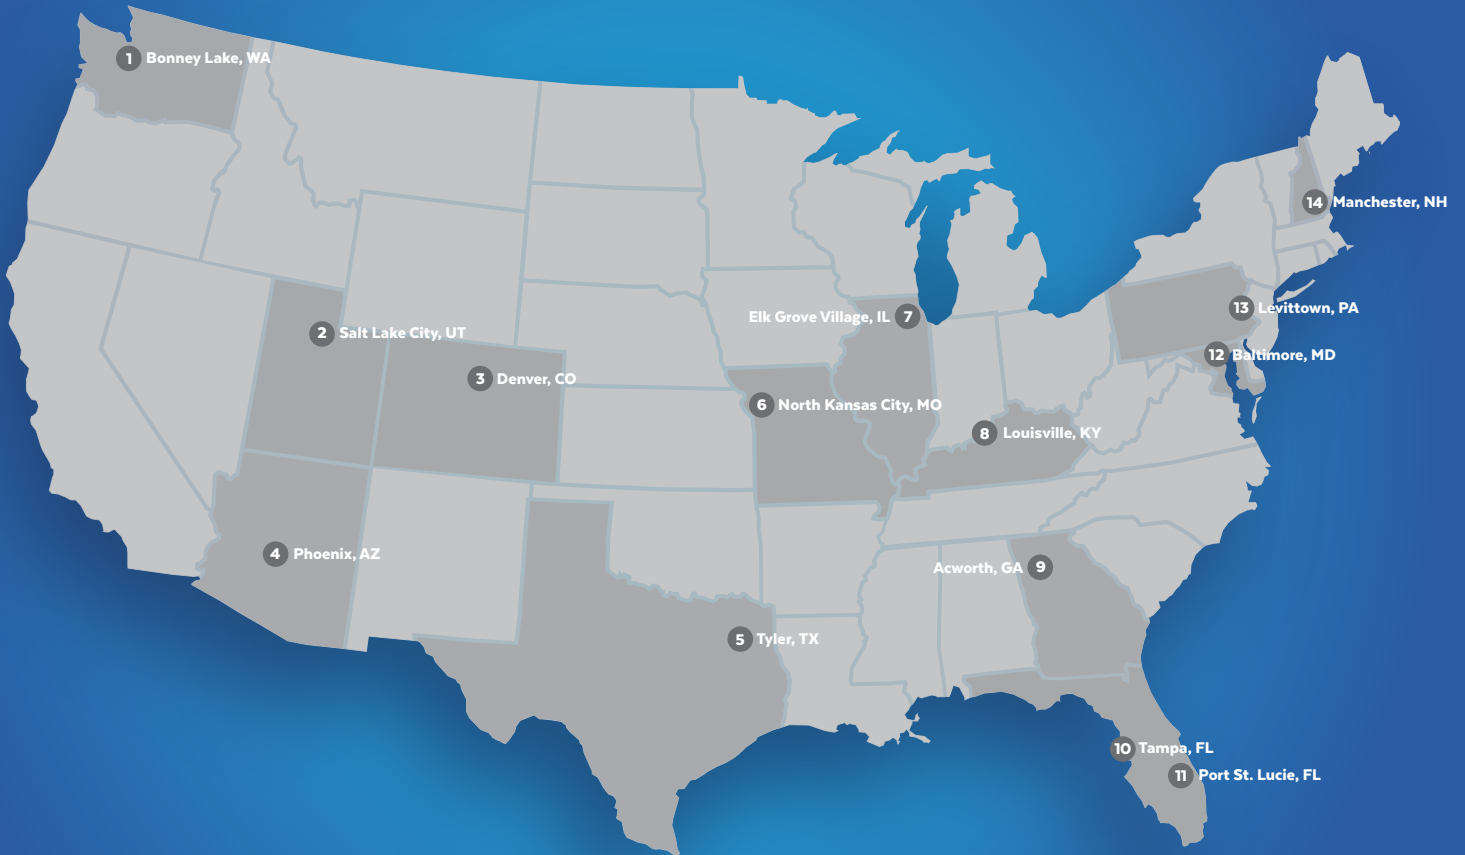 1 Bonney Lake, WA
2 Salt Lake City, UT
3 Denver, CO
4 Phoenix, AZ
5 Tyler, TX
6 North Kansas City, MO
Elk Grove Village, IL 7
8 Louisville, KY
Acworth, GA 9
10 Tampa, FL
11 Port St. Lucie, FL
12 Baltimore, MD
13 Levittown, PA
14 Manchester, NH